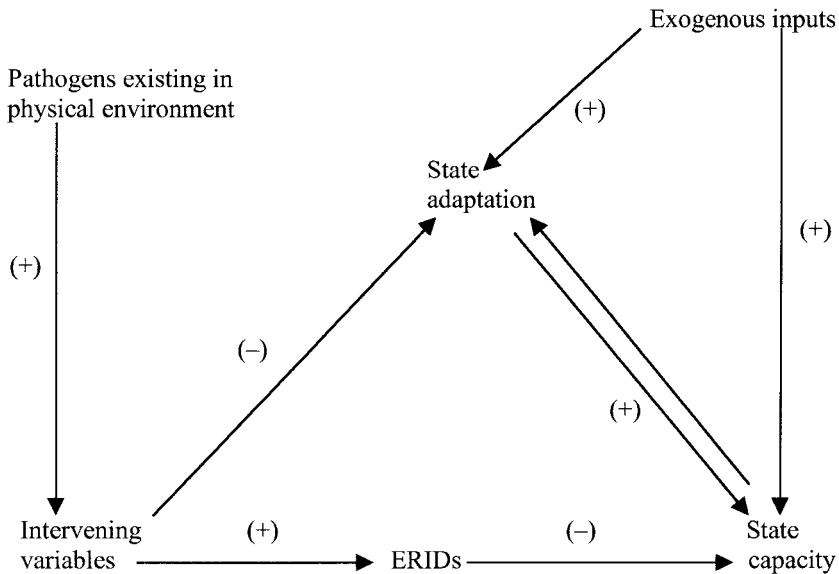 Exogenous inputs
Pathogens existing in
physical environment
(+)
State
adaptation
(+)
(+)
(–)
(+)
Intervening
variables
(+)
ERIDs
(–)
State
capacity